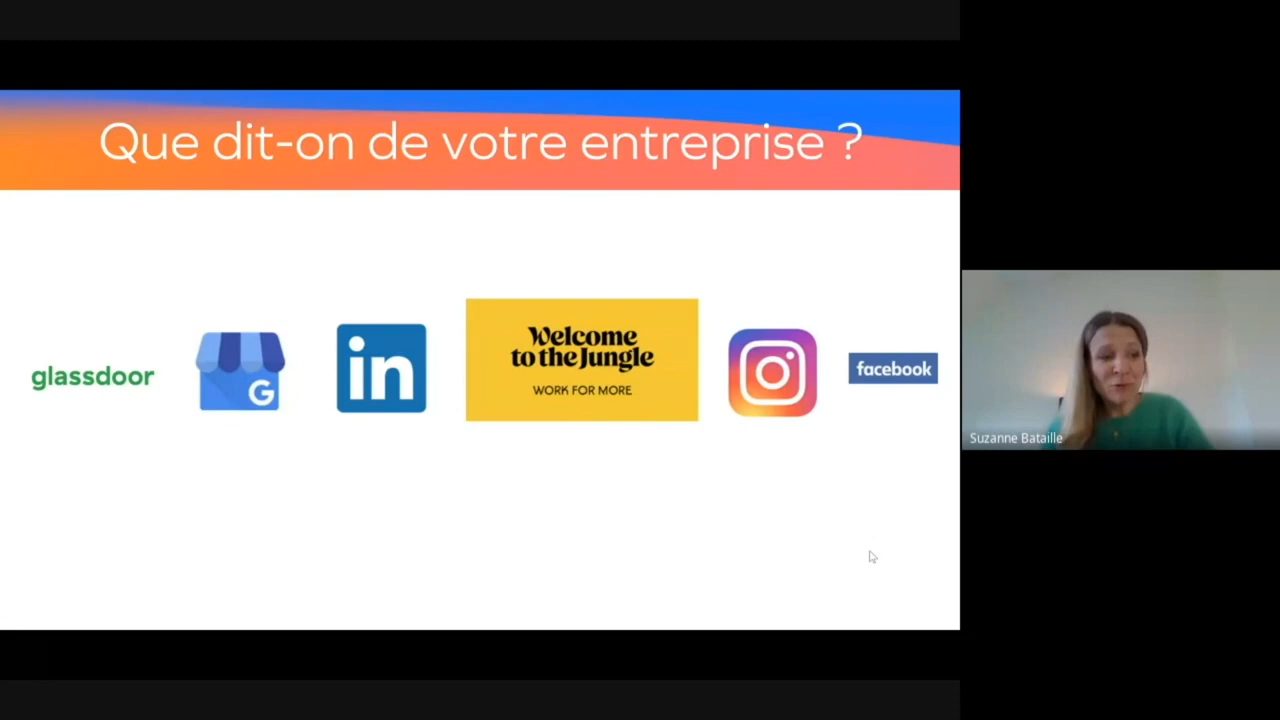 Que dit-on de votre entreprise ?
glassdoor
G
in
Welcome
to the Jungle
WORK FOR MORE
facebook
Suzanne Bataille